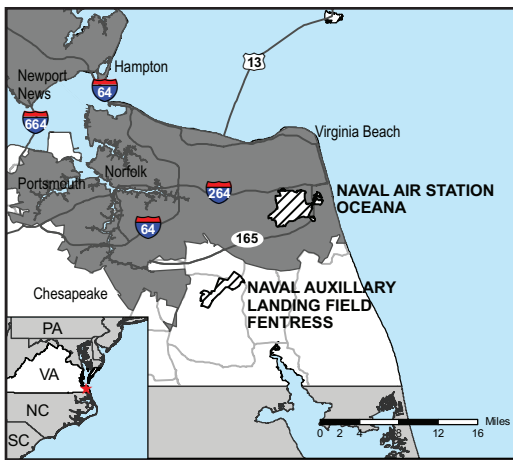 13
Hampton
Newport
News
64
664
Virginia Beach
Norfolk
Portsmouth
264
NAVAL AIR STATION
OCEANA
64
165
NAVAL AUXILLARY
LANDING FIELD
FENTRESS
Chesapeake
PA
VA
NC
SC
Miles
0 2 4 8 12 16